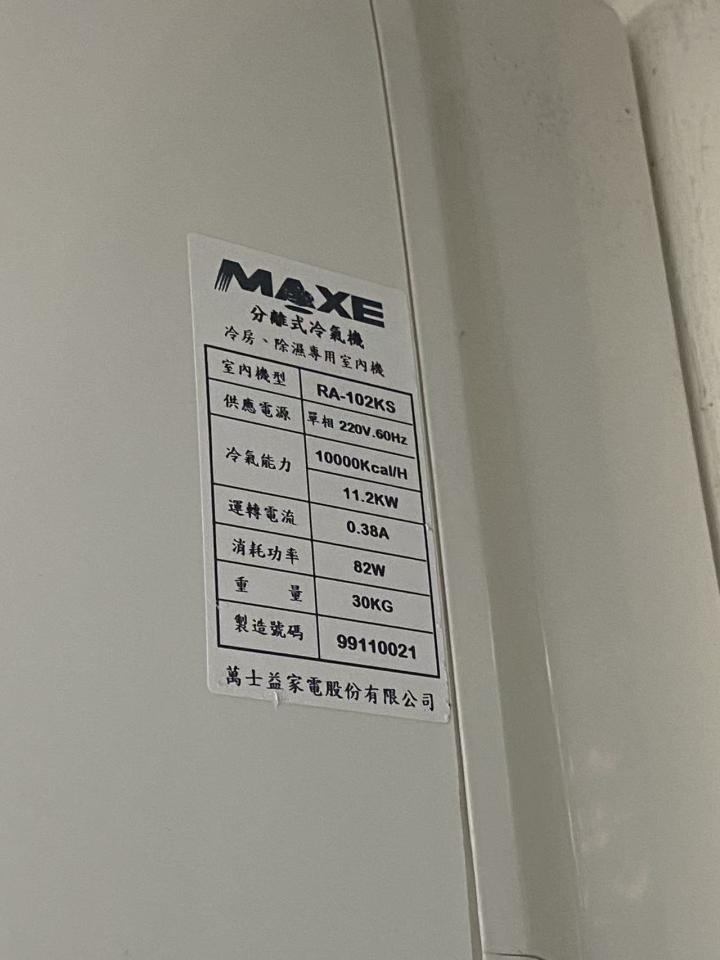 MAXE
分離式冷氣機
冷房、除濕專用室內機
室內機型 RA-102KS
供應電源 單相 220V.60Hz
冷氣能力 10000Kcal/H
11.2KW
運轉電流 0.38A
消耗功率 82W
重 量 30KG
製造號碼 99110021
萬士益家電股份有限公司